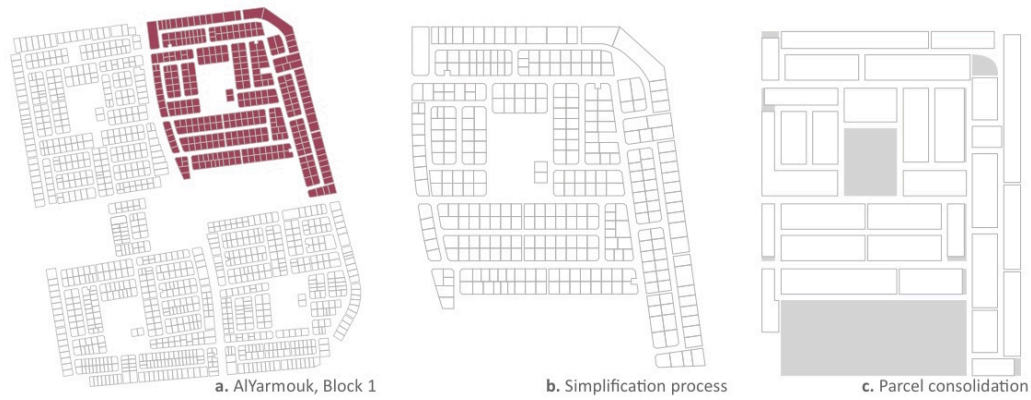 a. AlYarmouk, Block 1
b. Simplification process
c. Parcel consolidation